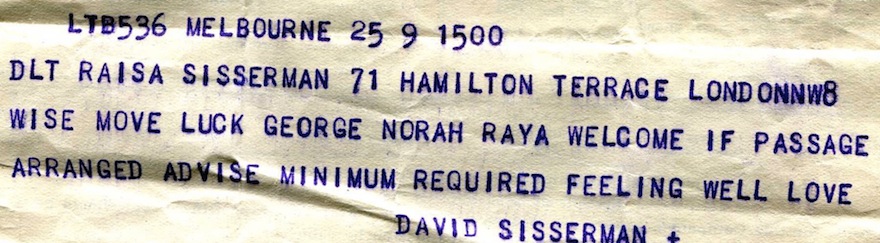 LTB536 MELBOURNE 25 9 1500
DLT RAISA SISSERMAN 71 HAMILTON TERRACE LONDONNW8
WISE MOVE LUCK GEORGE NORAH RAYA WELCOME IF PASSAGE
ARRANGED ADVISE MINIMUM REQUIRED FEELING WELL LOVE
DAVID SISSERMAN +